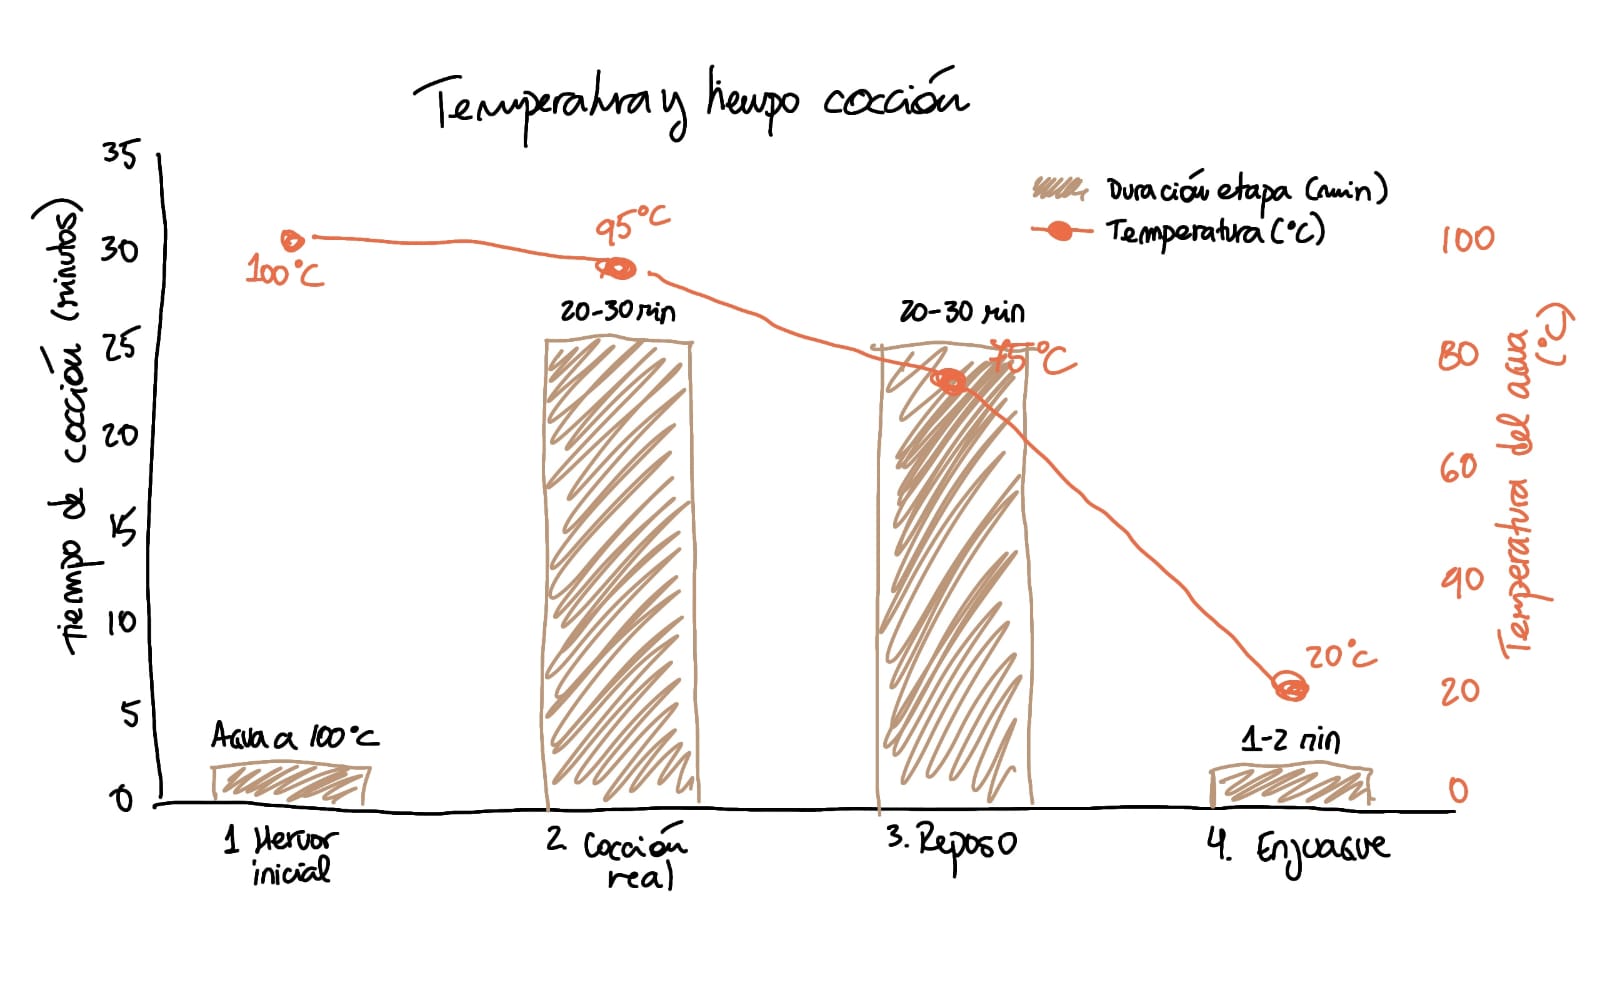 Temperatura y tiempo cocción
Duración etapa (min)
Temperatura (°C)
tiempo de cocción (minutos)
35
30
25
20
15
10
5
0
100°C
95°C
20-30 min
20-30 min
75°C
20°C
Agua a 100°C
1-2 min
100
80
60
40
20
0
Temperatura del agua
(°C)
1 Hervor
inicial
2. Cocción
real
3. Reposo
4. Enjuague